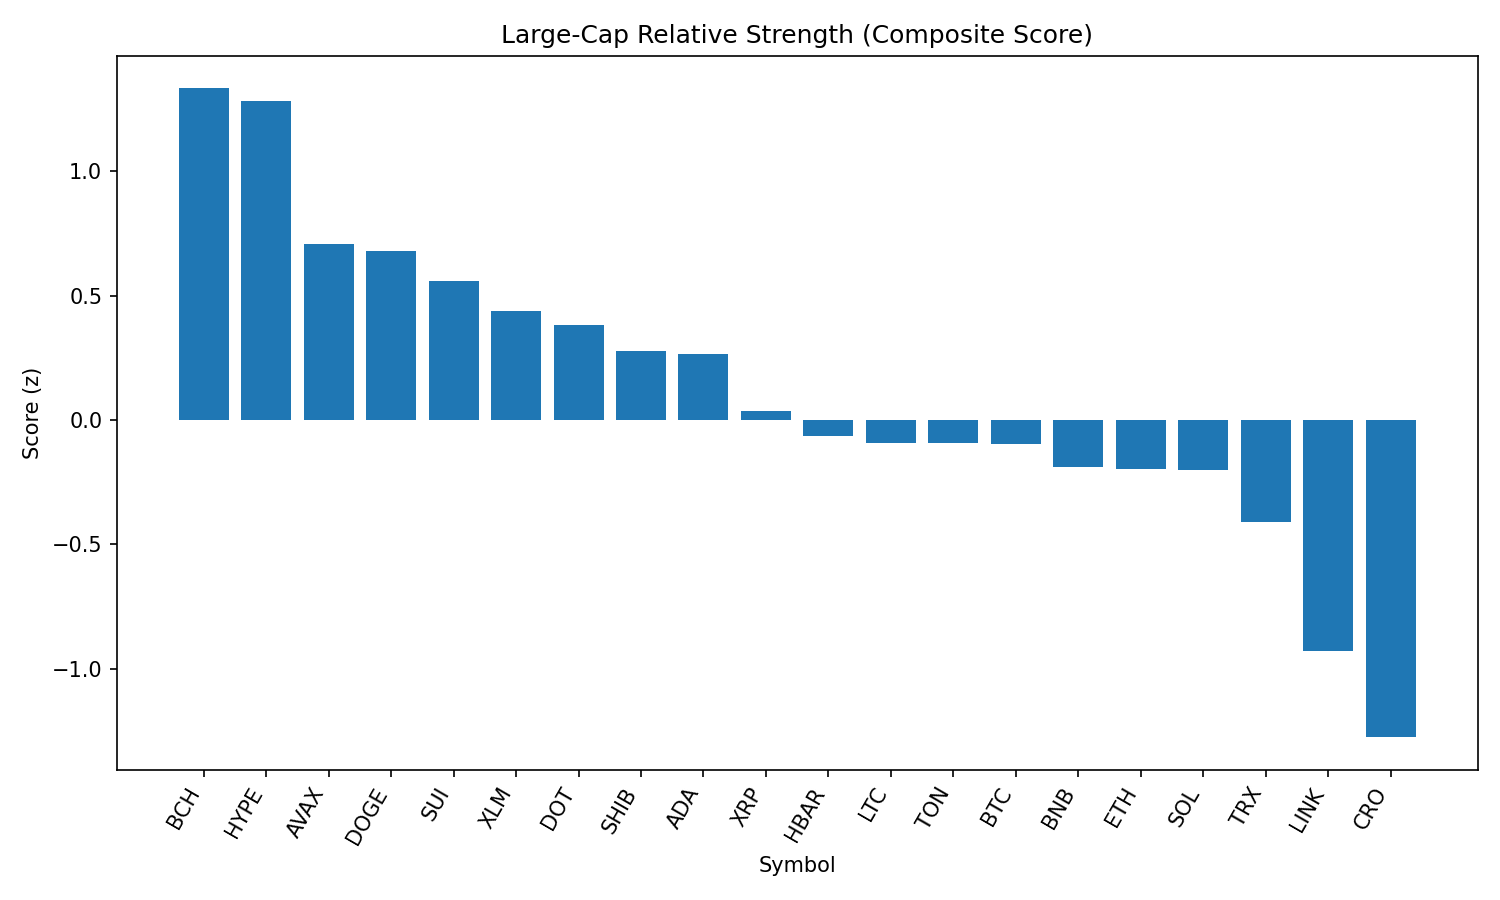 Large-Cap Relative Strength (Composite Score)
1.0
0.5
0.0
−0.5
−1.0
Score (z)
BCH
HYPE
AVAX
DOGE
SUI
XLM
DOT
SHIB
ADA
XRP
HBAR
LTC
TON
BTC
BNB
ETH
SOL
TRX
LINK
CRO
Symbol